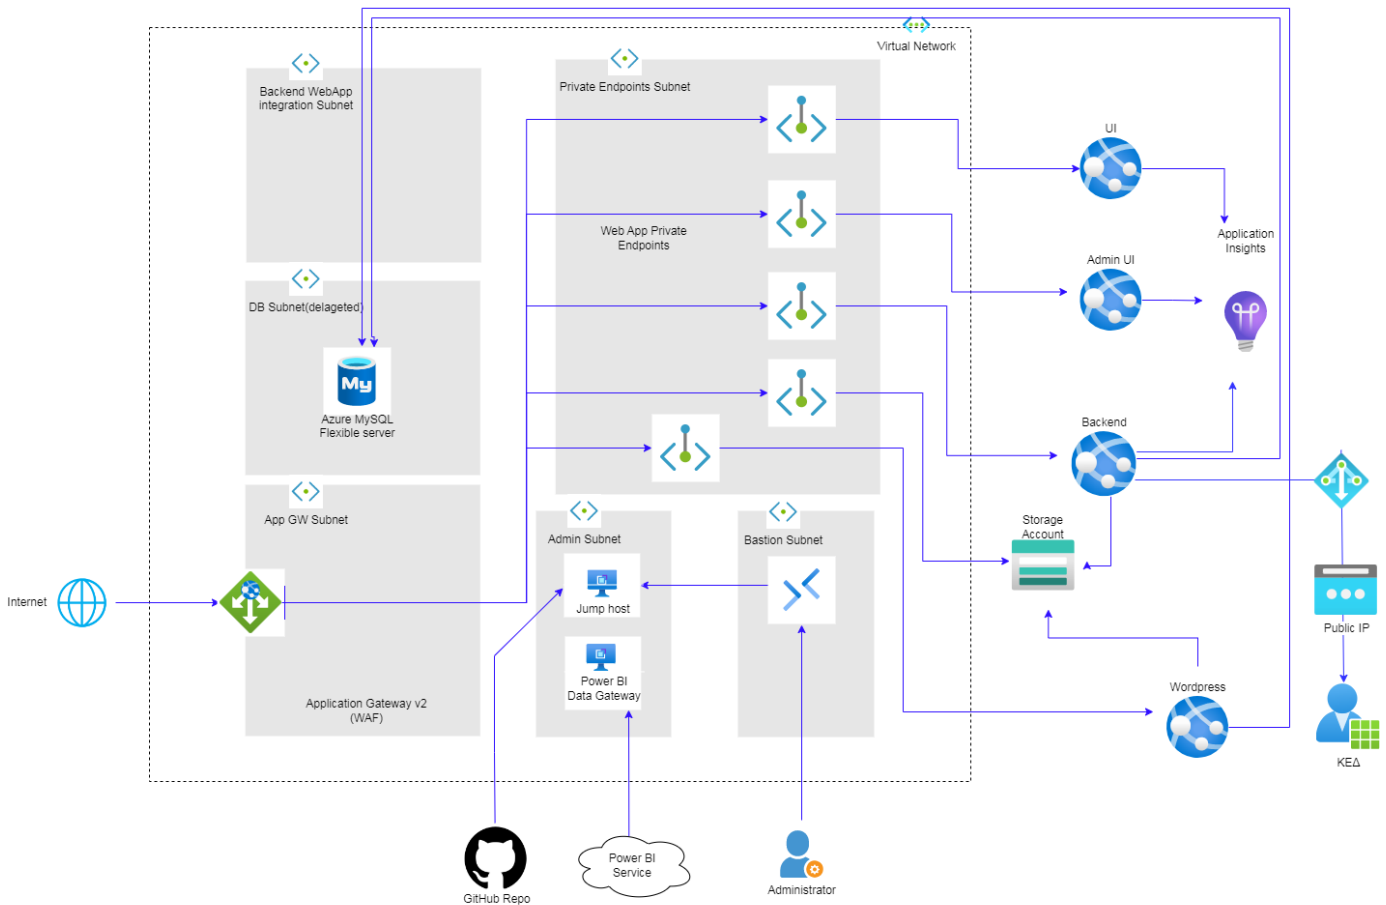 Virtual Network
Backend WebApp
integration Subnet
Private Endpoints Subnet
UI
Web App Private
Endpoints
Application
Insights
Admin UI
DB Subnet(delageted)
My
Azure MySQL
Flexible server
Backend
App GW Subnet
Admin Subnet
Bastion Subnet
Storage
Account
Internet
Jump host
Public IP
Power BI
Data Gateway
Wordpress
Application Gateway v2
(WAF)
ΚΕΔ
Power BI
Service
GitHub Repo
Administrator